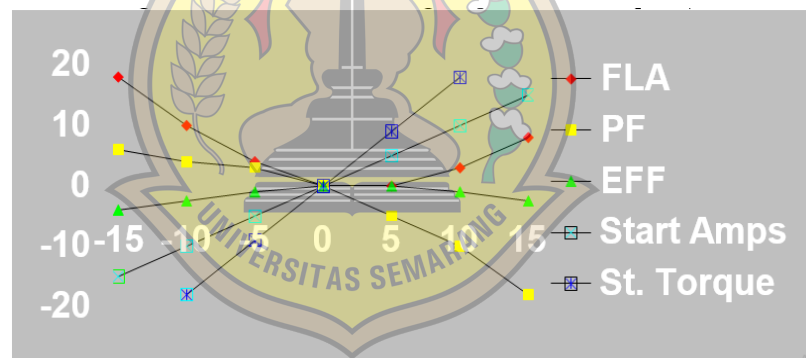 20
FLA
10
PF
0
EFF
-10 -15 -10 -5 0 5 10 15
Start Amps
-20
St. Torque
UNIVERSITAS SEMARANG